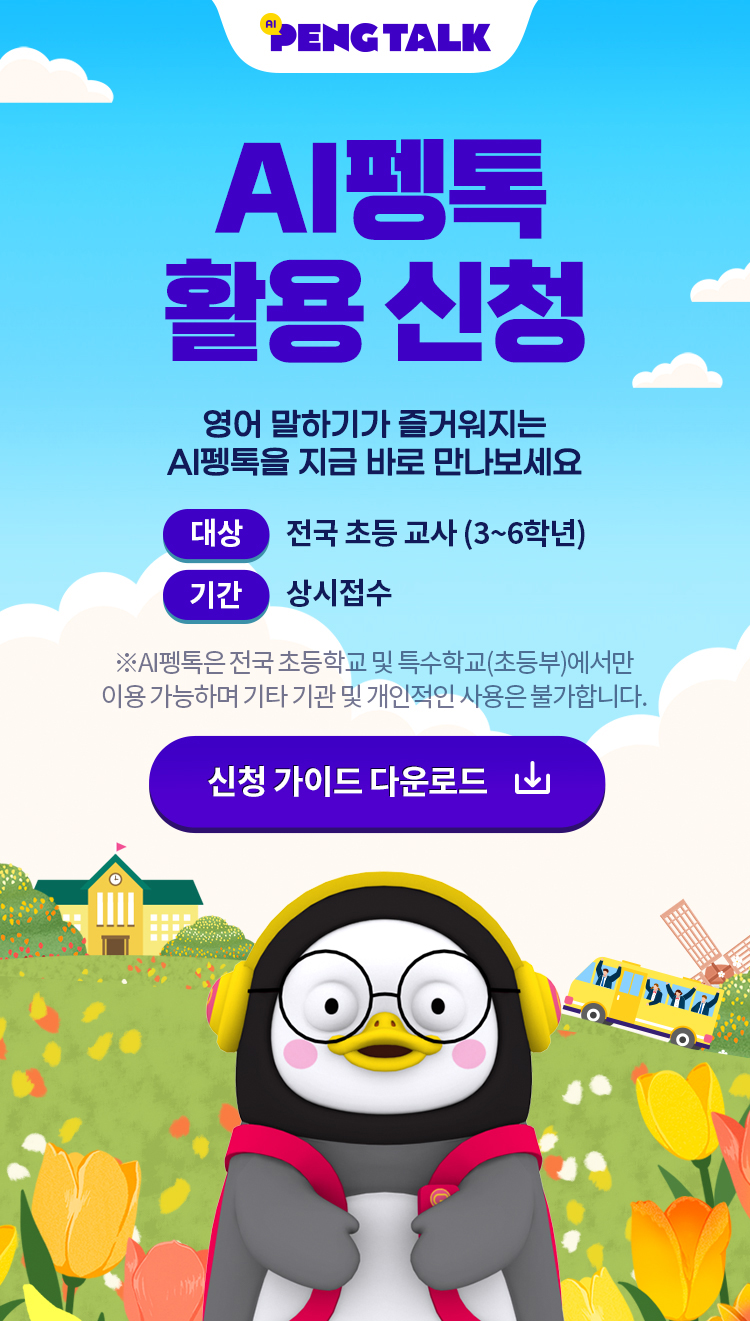 AI PENG TALK
AI펭톡
활용 신청
영어 말하기가 즐거워지는
AI펭톡을 지금 바로 만나보세요
대상 전국 초등 교사 (3~6학년)
기간 상시접수
※AI펭톡은 전국 초등학교 및 특수학교(초등부)에서만
이용 가능하며 기타 기관 및 개인적인 사용은 불가합니다.
신청 가이드 다운로드